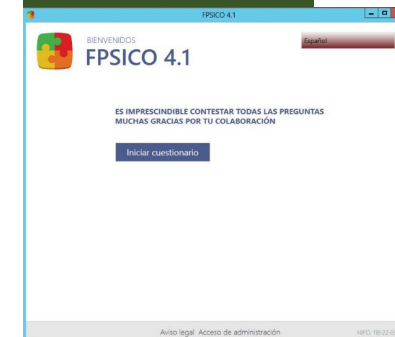 FPSICO 4.1
BIENVENIDOS
FPSICO 4.1
Español
ES IMPRESCINDIBLE CONTESTAR TODAS LAS PREGUNTAS
MUCHAS GRACIAS POR TU COLABORACIÓN
Iniciar cuestionario
Aviso legal Acceso de administración
NIPO: